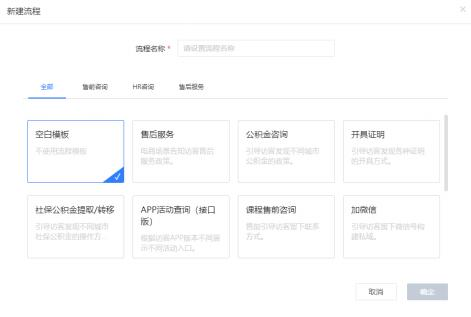 新建流程
流程名称 *
请设置流程名称
全部
售前咨询
HR咨询
售后服务
空白模板
不使用流程模板
售后服务
电商场景告知访客售后
服务政策。
公积金咨询
引导访客发现不同城市
公积金的政策。
开具证明
引导访客发现各种证明
的开具方式。
社保公积金提取/转移
引导访客发现不同城市
社保公积金的操作方...
APP活动查询（接口
版）
根据访客APP版本不同展
示不同活动入口。
课程售前咨询
售前引导访客留下联系
方式。
加微信
引导访客留下微信号构
建私域。
取消
确定